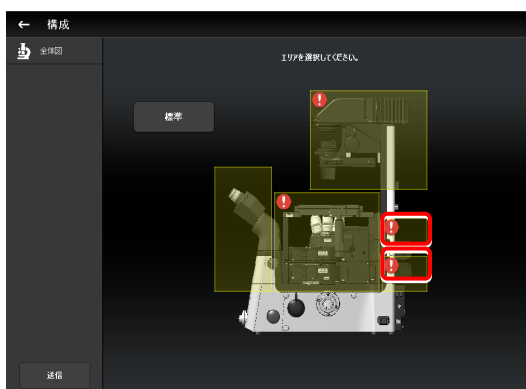 構成
全体図
エリアを選択してください。
標準
送信